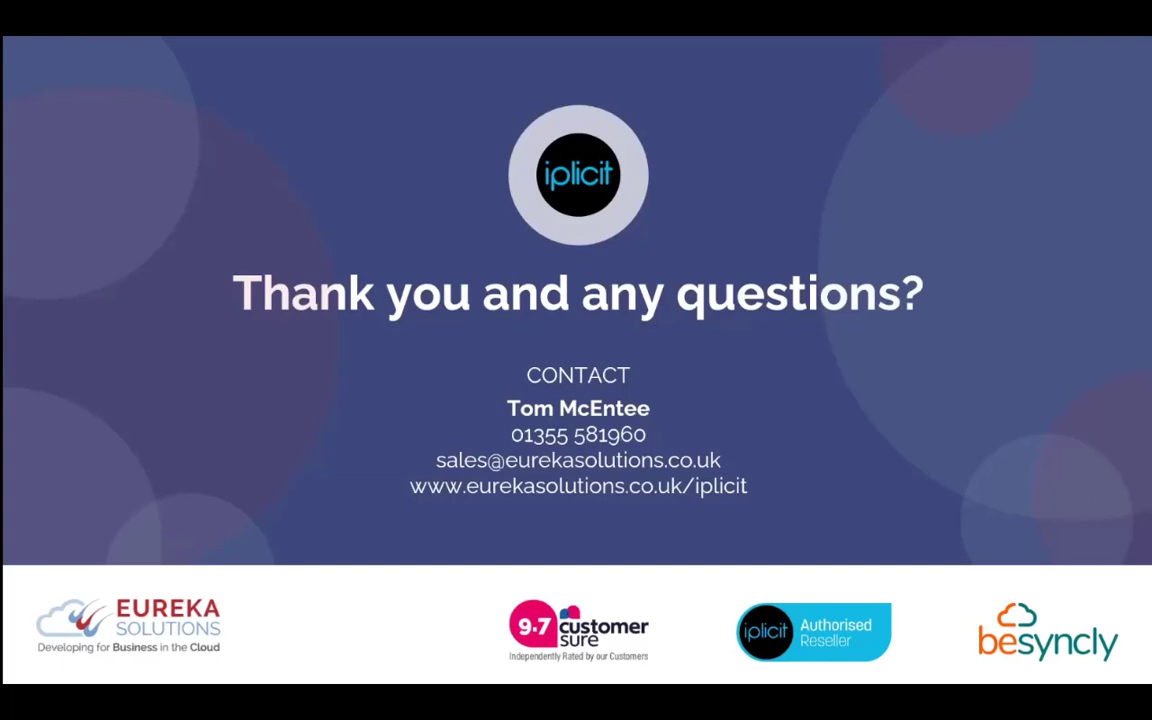 iplicit
Thank you and any questions?
CONTACT
Tom McEntee
01355 581960
sales@eurekasolutions.co.uk
www.eurekasolutions.co.uk/iplicit
EUREKA
SOLUTIONS
Developing for Business in the Cloud
9.7 customer
sure
Independently Rated by our Customers
iplicit Authorised
Reseller
besyncly